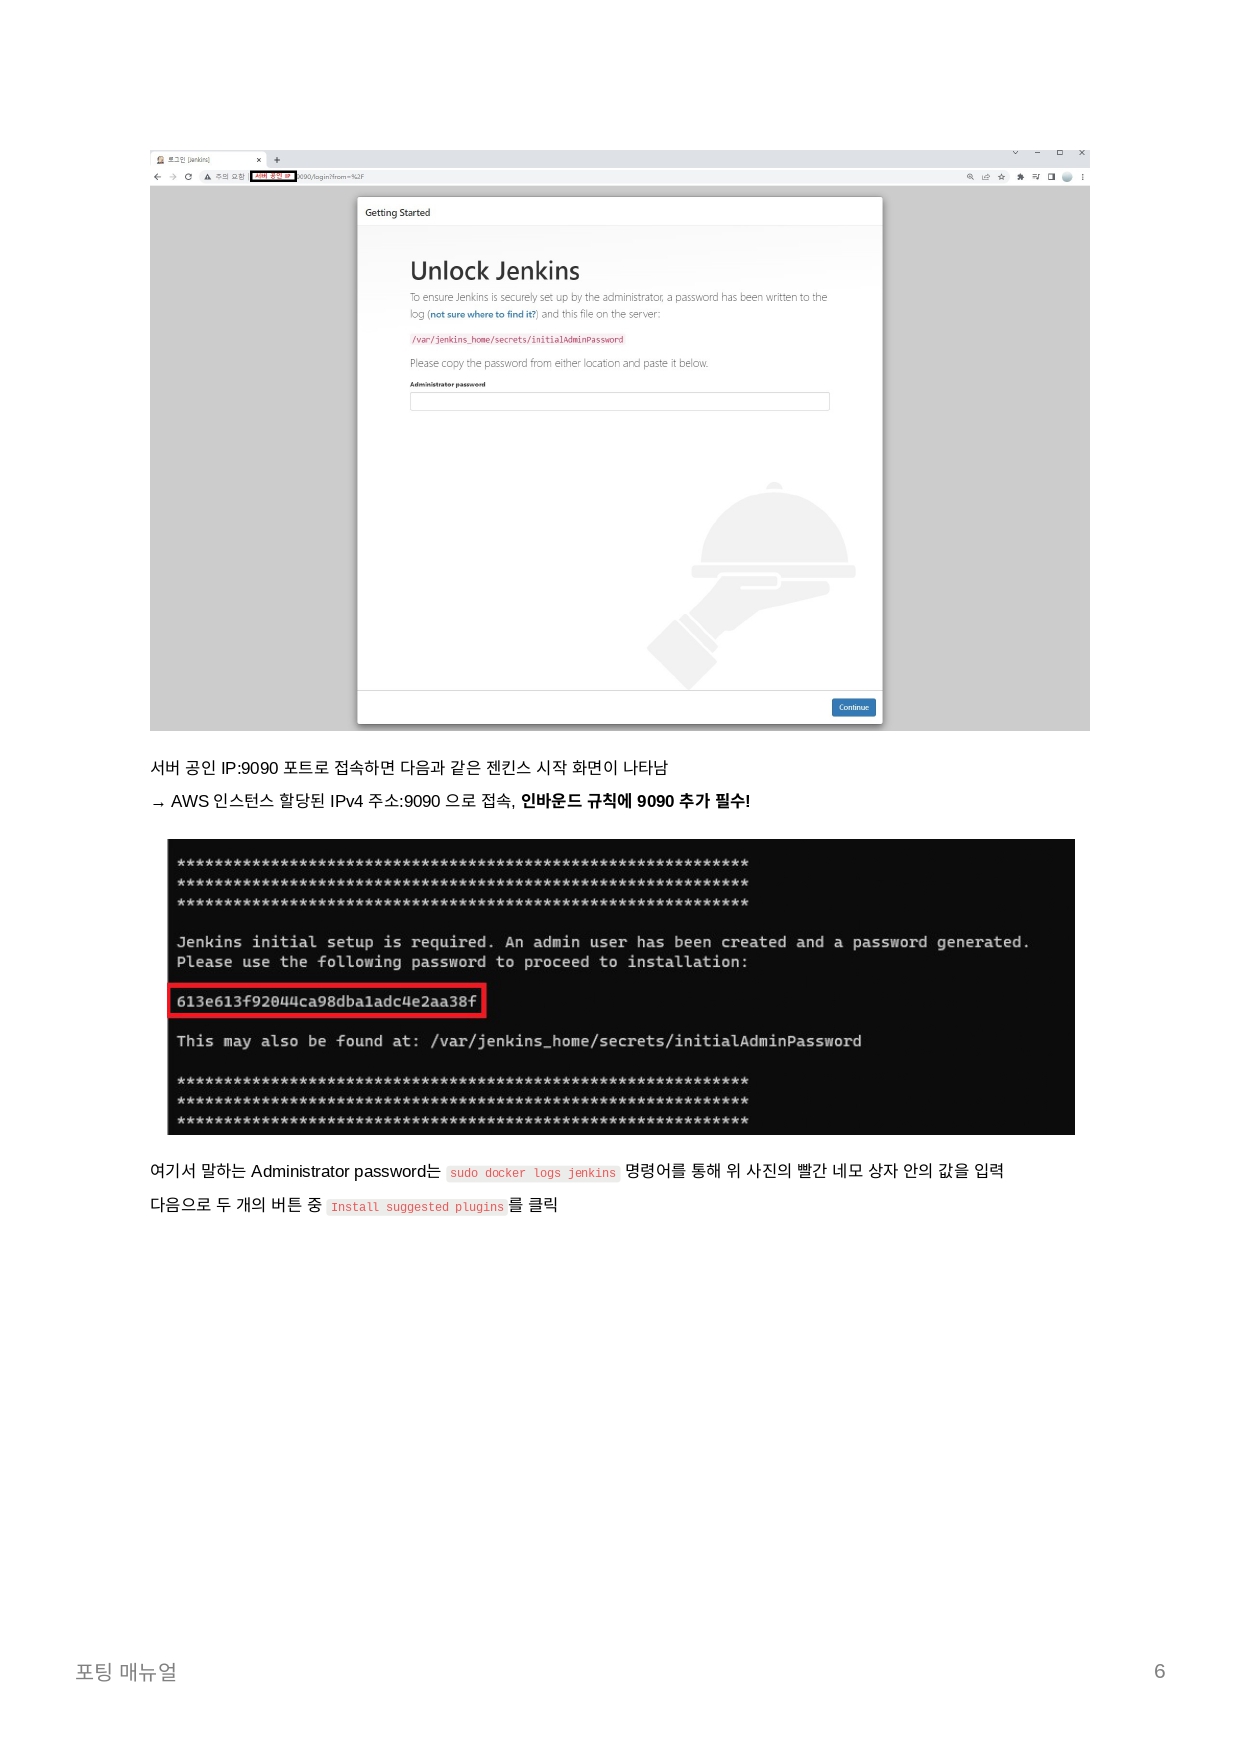 로그인 [Jenkins]
주의 요함 서버 공인 IP 9090/login?from=%2F
Getting Started
Unlock Jenkins
To ensure Jenkins is securely set up by the administrator, a password has been written to the
log (not sure where to find it?) and this file on the server:
/var/jenkins_home/secrets/initialAdminPassword
Please copy the password from either location and paste it below.
Administrator password
Continue
서버 공인 IP:9090 포트로 접속하면 다음과 같은 젠킨스 시작 화면이 나타남
→ AWS 인스턴스 할당된 IPv4 주소:9090 으로 접속, 인바운드 규칙에 9090 추가 필수!
*************************************************************
*************************************************************
*************************************************************
Jenkins initial setup is required. An admin user has been created and a password generated.
Please use the following password to proceed to installation:
613e613f92044ca98dba1adc4e2aa38f
This may also be found at: /var/jenkins_home/secrets/initialAdminPassword
*************************************************************
*************************************************************
*************************************************************
여기서 말하는 Administrator password는 sudo docker logs jenkins 명령어를 통해 위 사진의 빨간 네모 상자 안의 값을 입력
다음으로 두 개의 버튼 중 Install suggested plugins를 클릭
포팅 매뉴얼
6